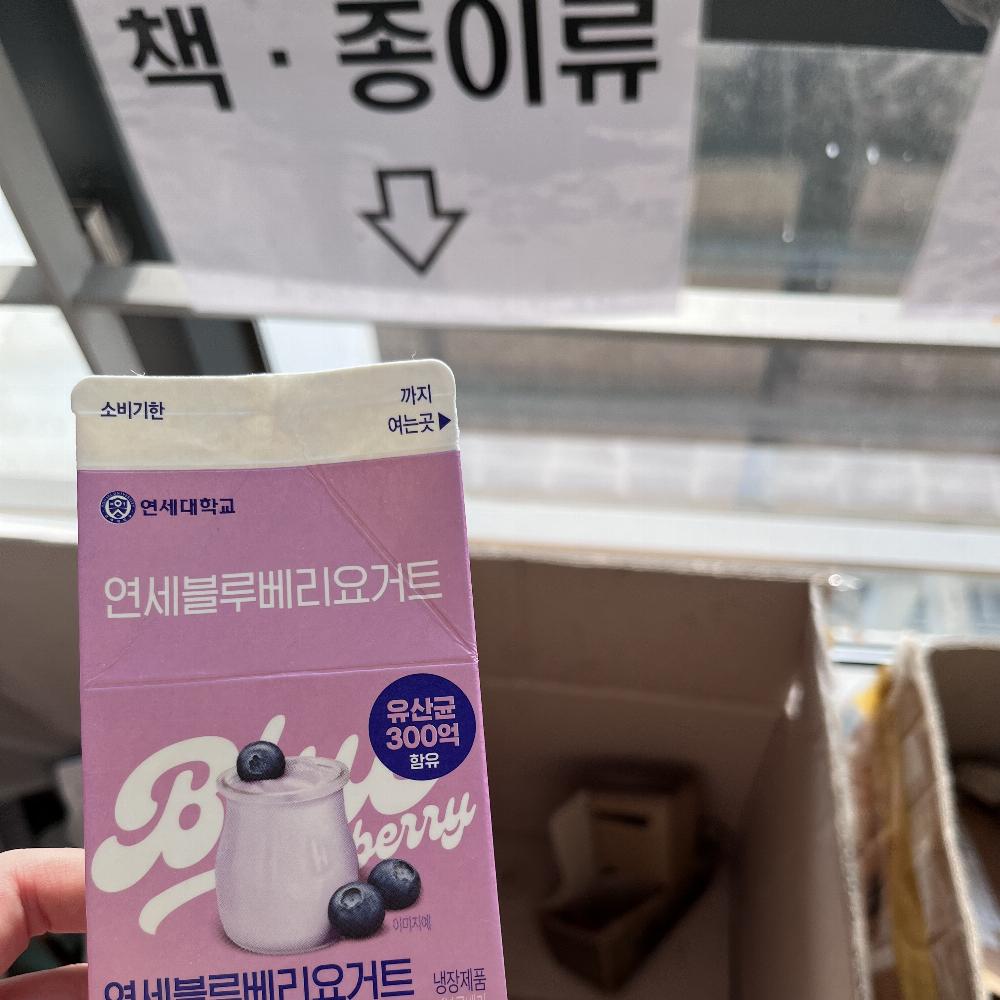 책 · 종이류
소비기한
까지
여는곳▶
연세대학교
연세블루베리요거트
유산균
300억
함유
Blue
berry
이미지예
연세블루베리요거트
냉장제품